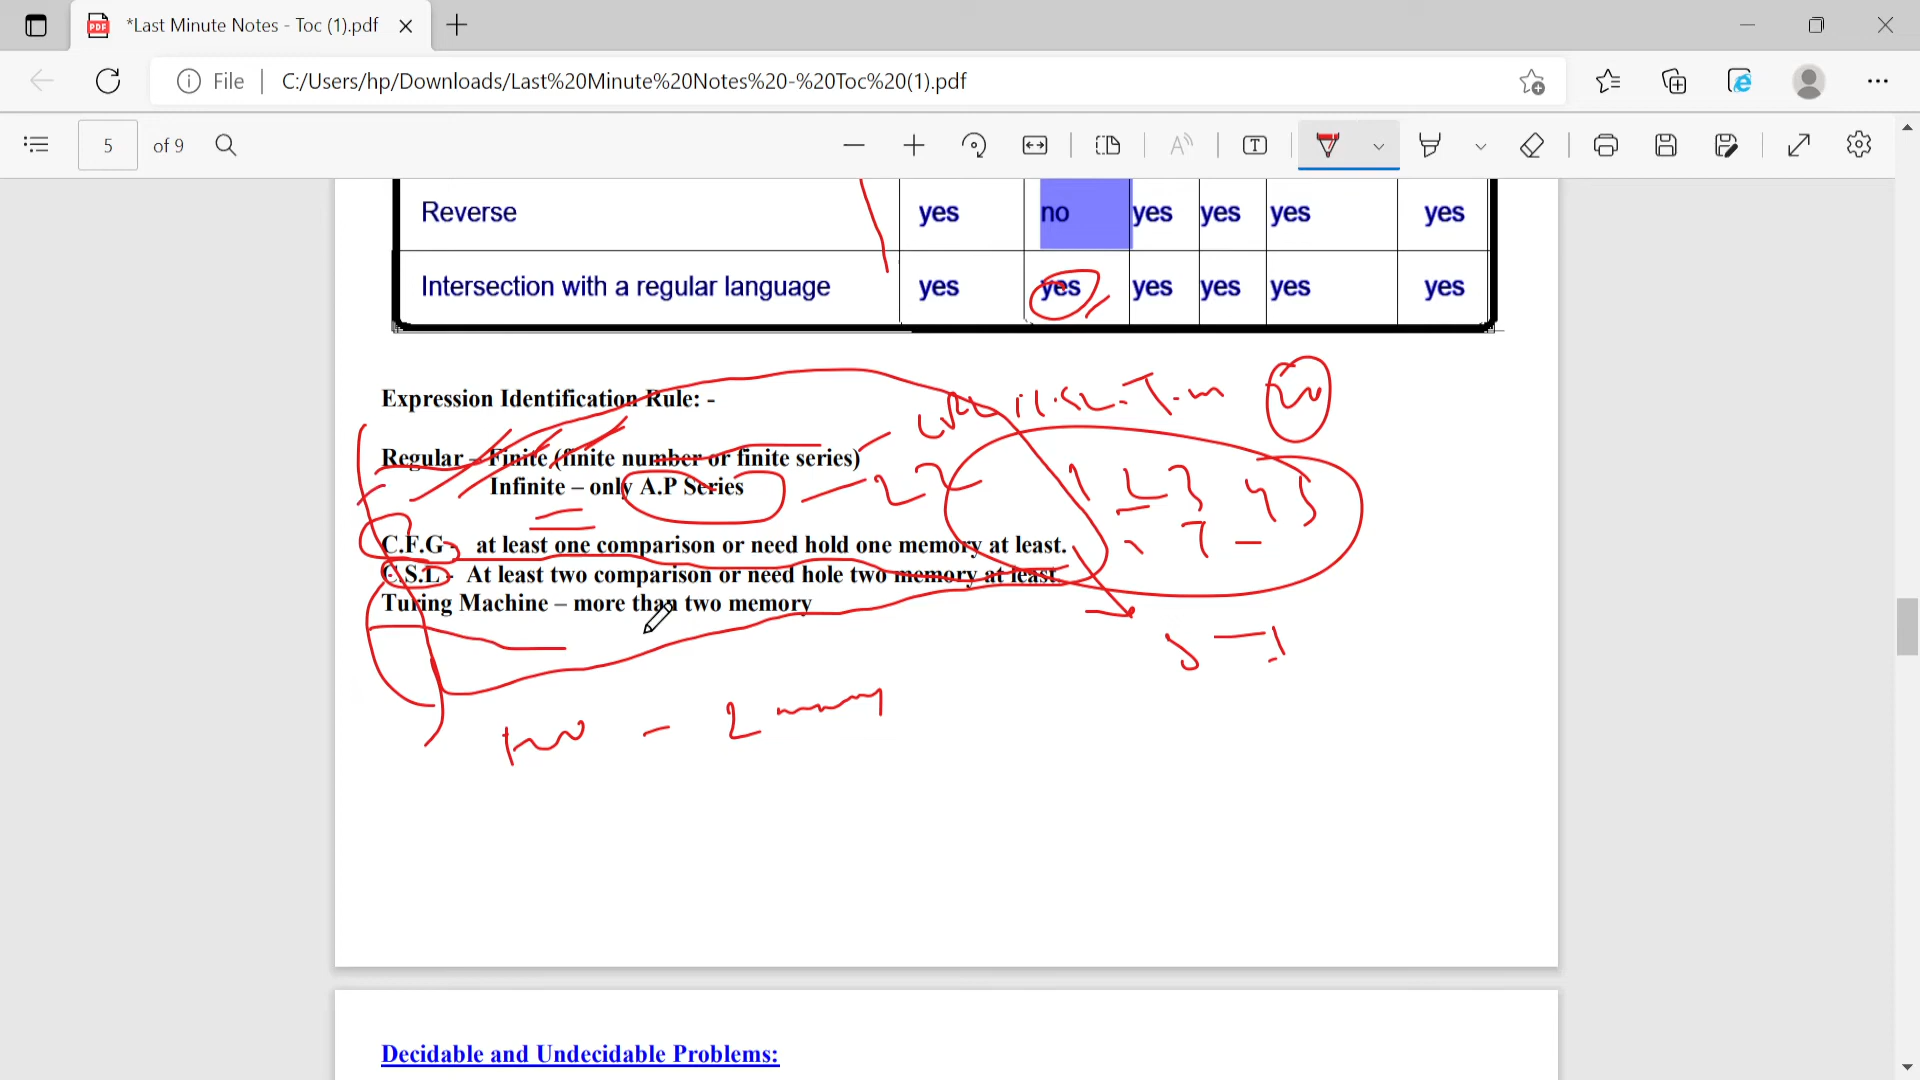 *Last Minute Notes - Toc (1).pdf
File C:/Users/hp/Downloads/Last%20Minute%20Notes%20-%20Toc%20(1).pdf
5 of 9
Reverse yes no yes yes yes yes
Intersection with a regular language yes yes yes yes yes yes
Expression Identification Rule: -
Regular – Finite (finite number or finite series)
Infinite – only A.P Series
C.F.G - at least one comparison or need hold one memory at least.
C.S.L - At least two comparison or need hole two memory at least.
Turing Machine – more than two memory
Decidable and Undecidable Problems: